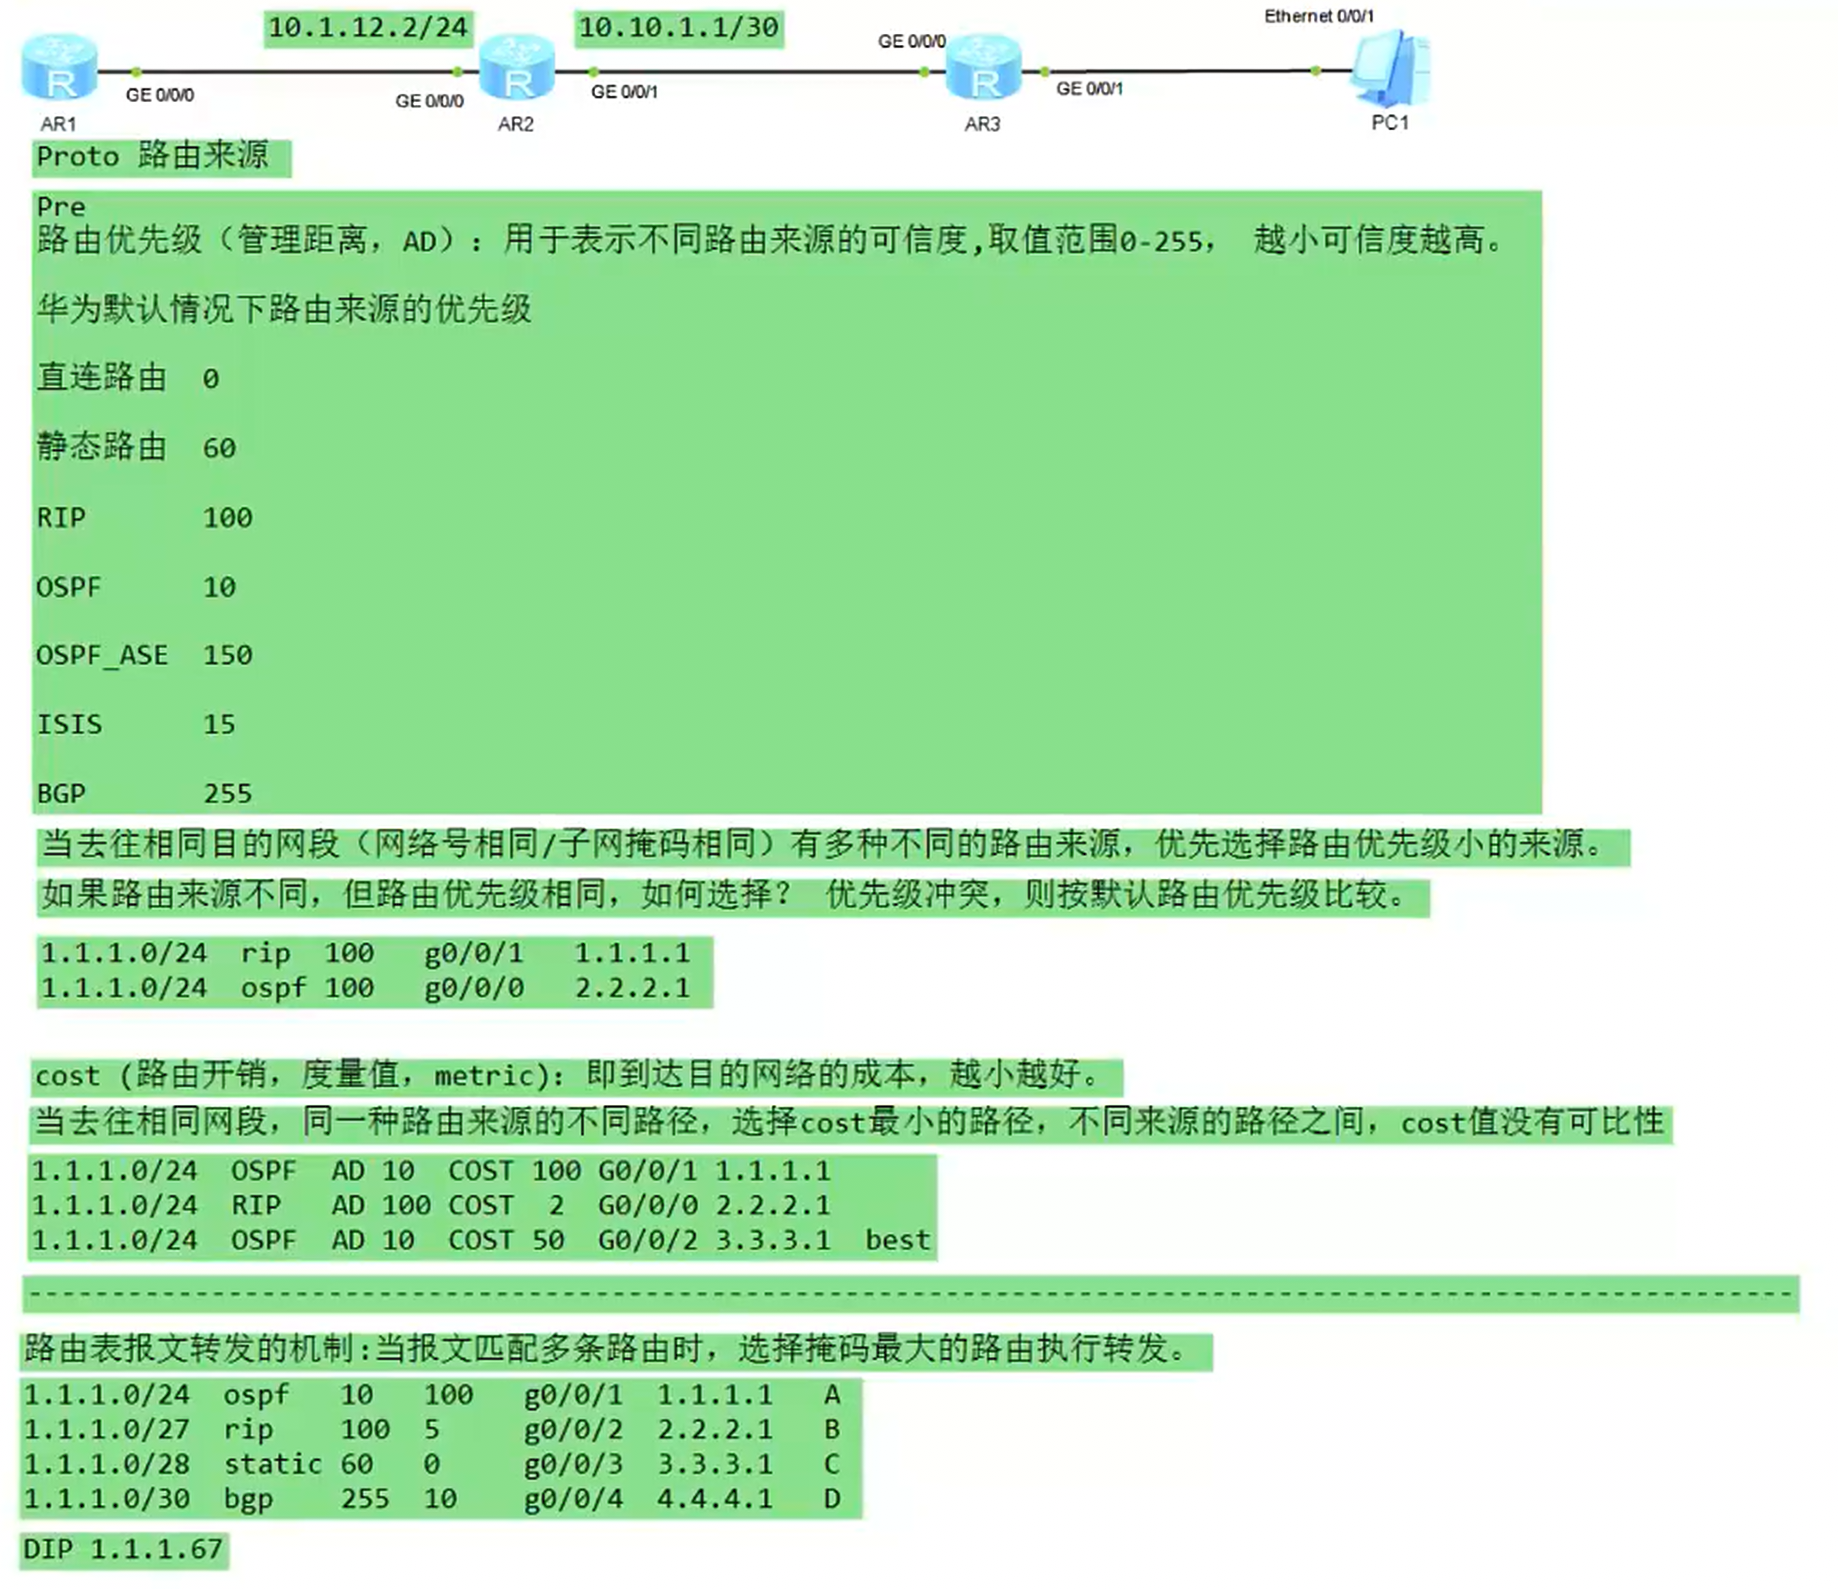 10.1.12.2/24
10.10.1.1/30
Ethernet 0/0/1
GE 0/0/0
GE 0/0/0
GE 0/0/0
GE 0/0/1
GE 0/0/1
R
R
R
AR1
AR2
AR3
PC1
Proto 路由来源
Pre
路由优先级（管理距离，AD）：用于表示不同路由来源的可信度,取值范围0-255， 越小可信度越高。
华为默认情况下路由来源的优先级
直连路由 0
静态路由 60
RIP 100
OSPF 10
OSPF_ASE 150
ISIS 15
BGP 255
当去往相同目的网段（网络号相同/子网掩码相同）有多种不同的路由来源，优先选择路由优先级小的来源。
如果路由来源不同，但路由优先级相同，如何选择？ 优先级冲突，则按默认路由优先级比较。
1.1.1.0/24 rip 100 g0/0/1 1.1.1.1
1.1.1.0/24 ospf 100 g0/0/0 2.2.2.1
cost (路由开销，度量值，metric)：即到达目的网络的成本，越小越好。
当去往相同网段，同一种路由来源的不同路径，选择cost最小的路径，不同来源的路径之间，cost值没有可比性
1.1.1.0/24 OSPF AD 10 COST 100 G0/0/1 1.1.1.1
1.1.1.0/24 RIP AD 100 COST 2 G0/0/0 2.2.2.1
1.1.1.0/24 OSPF AD 10 COST 50 G0/0/2 3.3.3.1 best
路由表报文转发的机制:当报文匹配多条路由时，选择掩码最大的路由执行转发。
1.1.1.0/24 ospf 10 100 g0/0/1 1.1.1.1 A
1.1.1.0/27 rip 100 5 g0/0/2 2.2.2.1 B
1.1.1.0/28 static 60 0 g0/0/3 3.3.3.1 C
1.1.1.0/30 bgp 255 10 g0/0/4 4.4.4.1 D
DIP 1.1.1.67